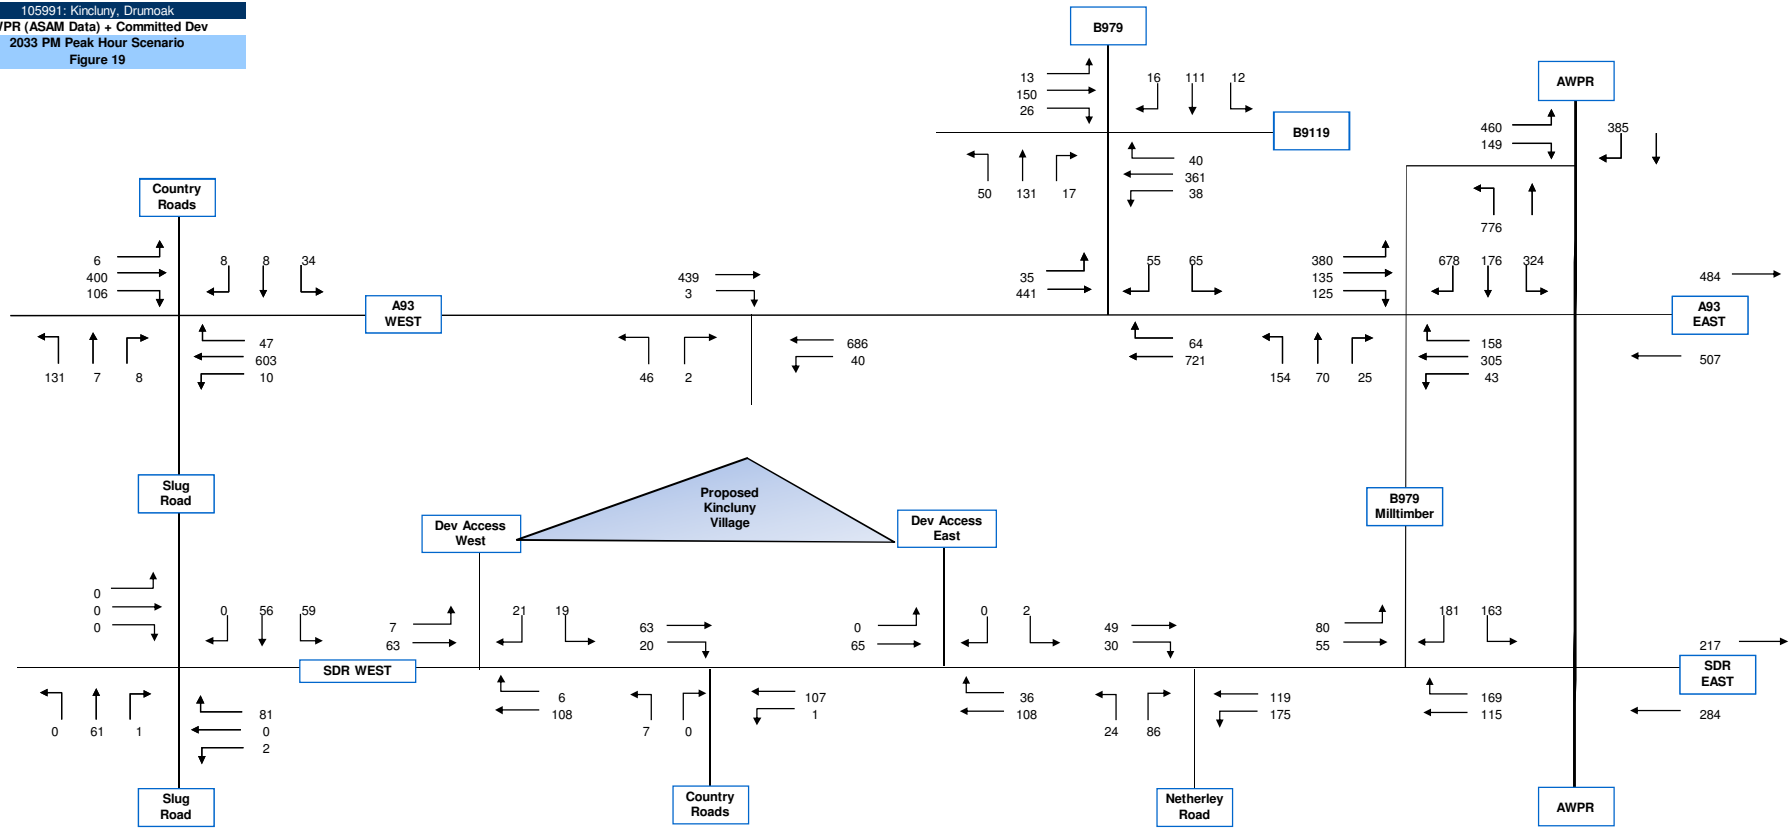 105991: Kincluny, Drumoak
WPR (ASAM Data) + Committed Dev
2033 PM Peak Hour Scenario
Figure 19
B979
13
150
26
16 111 12
B9119
50 131 17
40
361
38
AWPR
460
149
385
776
Country
Roads
6
400
106
8 8 34
A93
WEST
131 7 8
47
603
10
439
3
46 2
686
40
35
441
55 65
64
721
380
135
125
678 176 324
154 70 25
158
305
43
484
A93
EAST
507
Slug
Road
Proposed
Kincluny
Village
Dev Access
West
Dev Access
East
B979
Milltimber
0
0
0
0 56 59
SDR WEST
0 61 1
81
0
2
7
63
21 19
6
108
63
20
7 0
107
1
0
65
0 2
36
108
49
30
24 86
119
175
80
55
181 163
169
115
217
SDR
EAST
284
Slug
Road
Country
Roads
Netherley
Road
AWPR